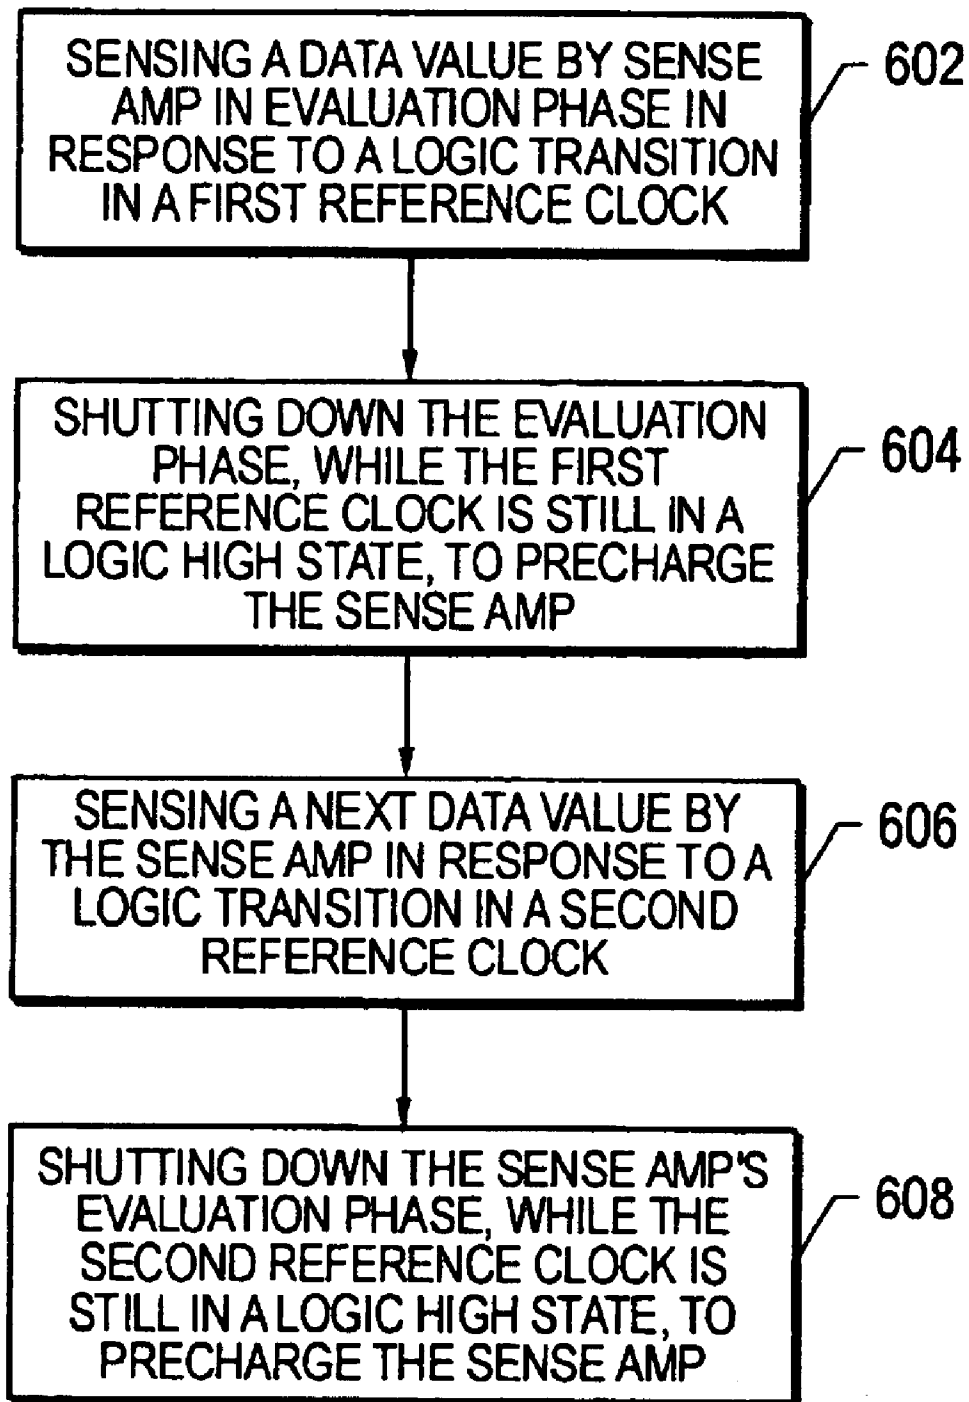 SENSING A DATA VALUE BY SENSE
AMP IN EVALUATION PHASE IN
RESPONSE TO A LOGIC TRANSITION
IN A FIRST REFERENCE CLOCK
602
SHUTTING DOWN THE EVALUATION
PHASE, WHILE THE FIRST
REFERENCE CLOCK IS STILL IN A
LOGIC HIGH STATE, TO PRECHARGE
THE SENSE AMP
604
SENSING A NEXT DATA VALUE BY
THE SENSE AMP IN RESPONSE TO A
LOGIC TRANSITION IN A SECOND
REFERENCE CLOCK
606
SHUTTING DOWN THE SENSE AMP'S
EVALUATION PHASE, WHILE THE
SECOND REFERENCE CLOCK IS
STILL IN A LOGIC HIGH STATE, TO
PRECHARGE THE SENSE AMP
608